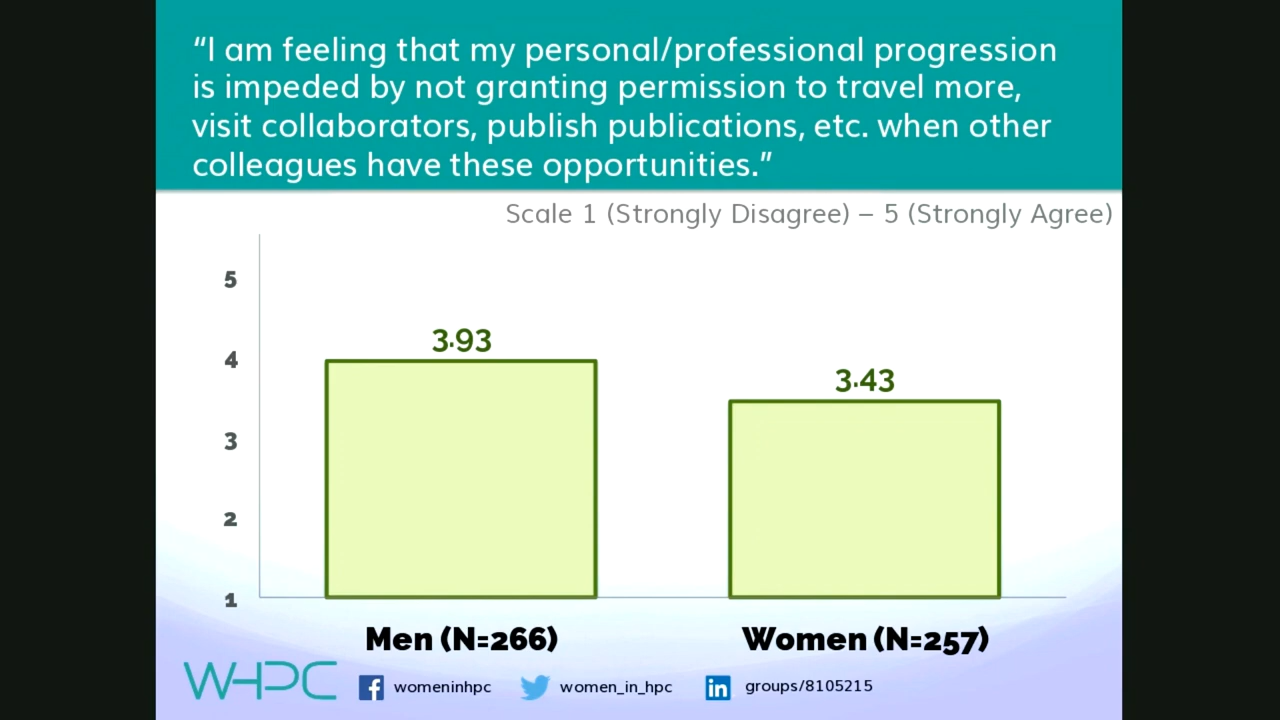 “I am feeling that my personal/professional progression
is impeded by not granting permission to travel more,
visit collaborators, publish publications, etc. when other
colleagues have these opportunities.”
Scale 1 (Strongly Disagree) – 5 (Strongly Agree)
5
4
3
2
1
3.93
3.43
Men (N=266)
Women (N=257)
WHPC
womeninhpc
women_in_hpc
groups/8105215